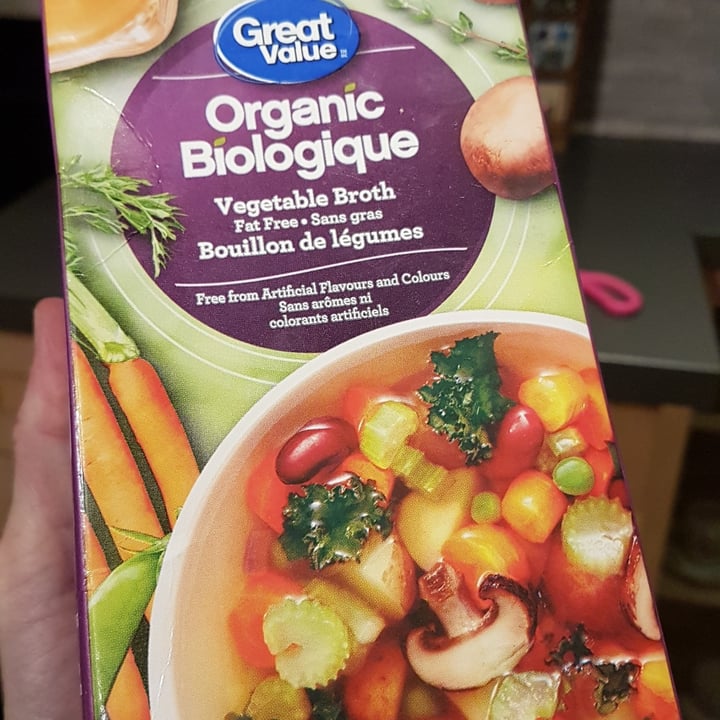 Great
Value
Organic
Biologique
Vegetable Broth
Fat Free • Sans gras
Bouillon de légumes
Free from Artificial Flavours and Colours
Sans arômes ni
colorants artificiels